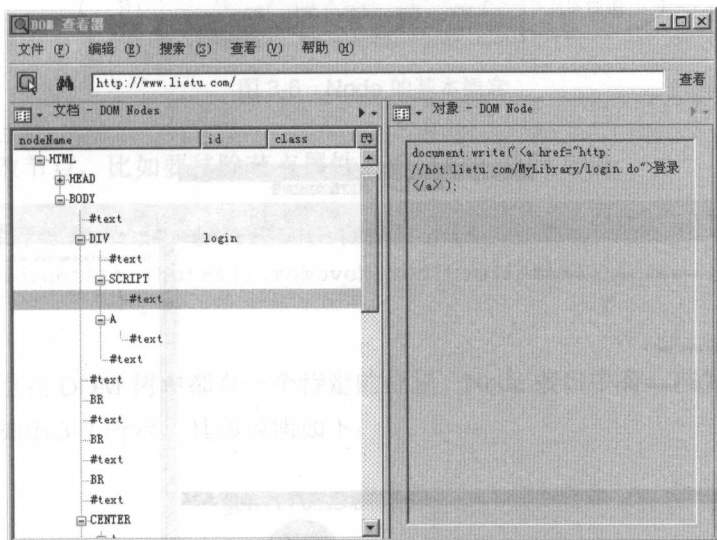 DOM 查看器
文件 (F) 编辑 (E) 搜索 (S) 查看 (V) 帮助 (H)
http://www.lietu.com/ 查看
文档 - DOM Nodes
nodeName id class
HTML
HEAD
BODY
#text
DIV login
#text
SCRIPT
#text
A
#text
#text
#text
BR
#text
BR
#text
BR
#text
CENTER
A
对象 - DOM Node
document.write('<a href="http:
//hot.lietu.com/MyLibrary/login.do">登录
</a>');